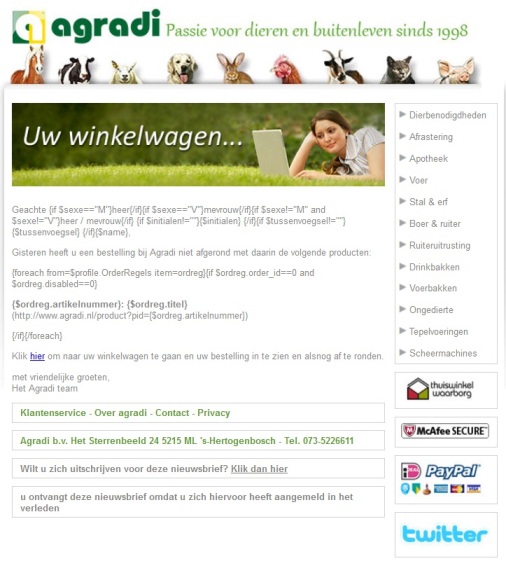 agradi Passie voor dieren en buitenleven sinds 1998
Uw winkelwagen...
Geachte {if $sexe=="M"}heer{/if}{if $sexe=="V"}mevrouw{/if}{if $sexe!="M" and
$sexe!="V"}heer / mevrouw{/if} {if $initialen!=""}{$initialen} {/if}{if $tussenvoegsel!=""}
{$tussenvoegsel} {/if}{$name},
Gisteren heeft u een bestelling bij Agradi niet afgerond met daarin de volgende producten:
{foreach from=$profile.OrderRegels item=ordreg}{if $ordreg.order_id==0 and
$ordreg.disabled==0}
{$ordreg.artikelnummer}: {$ordreg.titel}
(http://www.agradi.nl/product?pid={$ordreg.artikelnummer})
{/if}{/foreach}
Klik hier om naar uw winkelwagen te gaan en uw bestelling in te zien en alsnog af te ronden.
met vriendelijke groeten,
Het Agradi team
Klantenservice - Over agradi - Contact - Privacy
Agradi b.v. Het Sterrenbeeld 24 5215 ML 's-Hertogenbosch - Tel. 073-5226611
Wilt u zich uitschrijven voor deze nieuwsbrief? Klik dan hier
u ontvangt deze nieuwsbrief omdat u zich hiervoor heeft aangemeld in het
verleden
Dierbenodigdheden
Afrastering
Apotheek
Voer
Stal & erf
Boer & ruiter
Ruiteruitrusting
Drinkbakken
Voerbakken
Ongedierte
Tepelvoeringen
Scheermachines
thuiswinkel
waarborg
McAfee SECURE
iDEAL PayPal
twitter